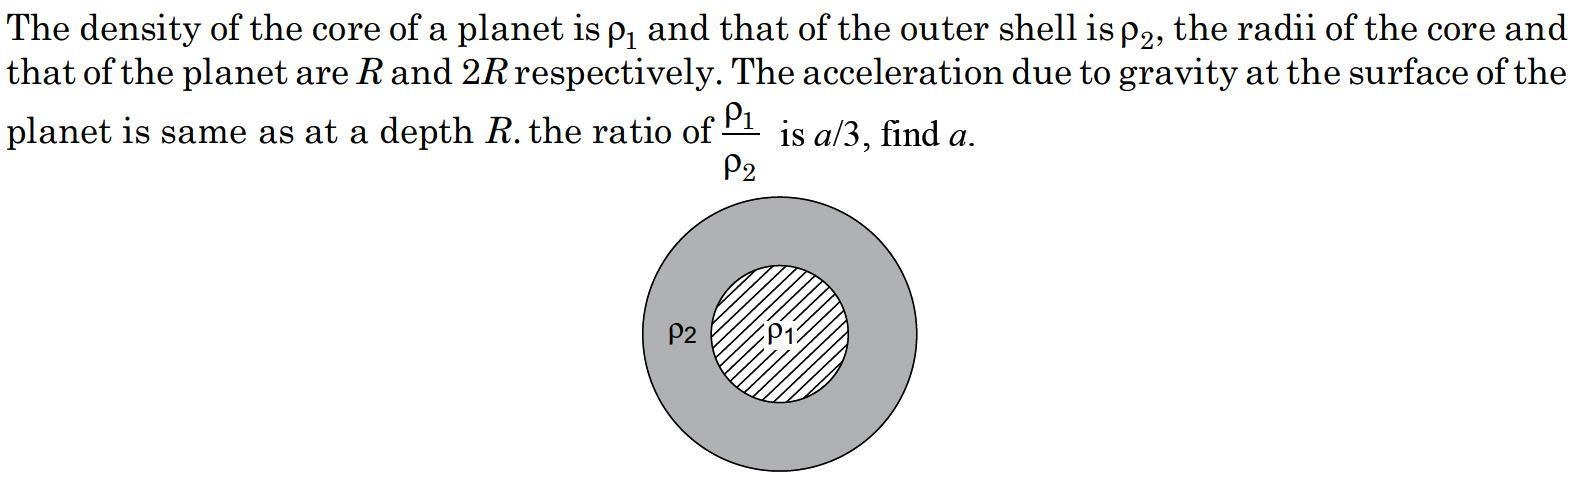 The density of the core of a planet is ρ₁ and that of the outer shell is ρ₂, the radii of the core and
that of the planet are R and 2R respectively. The acceleration due to gravity at the surface of the
planet is same as at a depth R. the ratio of ρ₁/ρ₂ is a/3, find a.
ρ2 ρ1